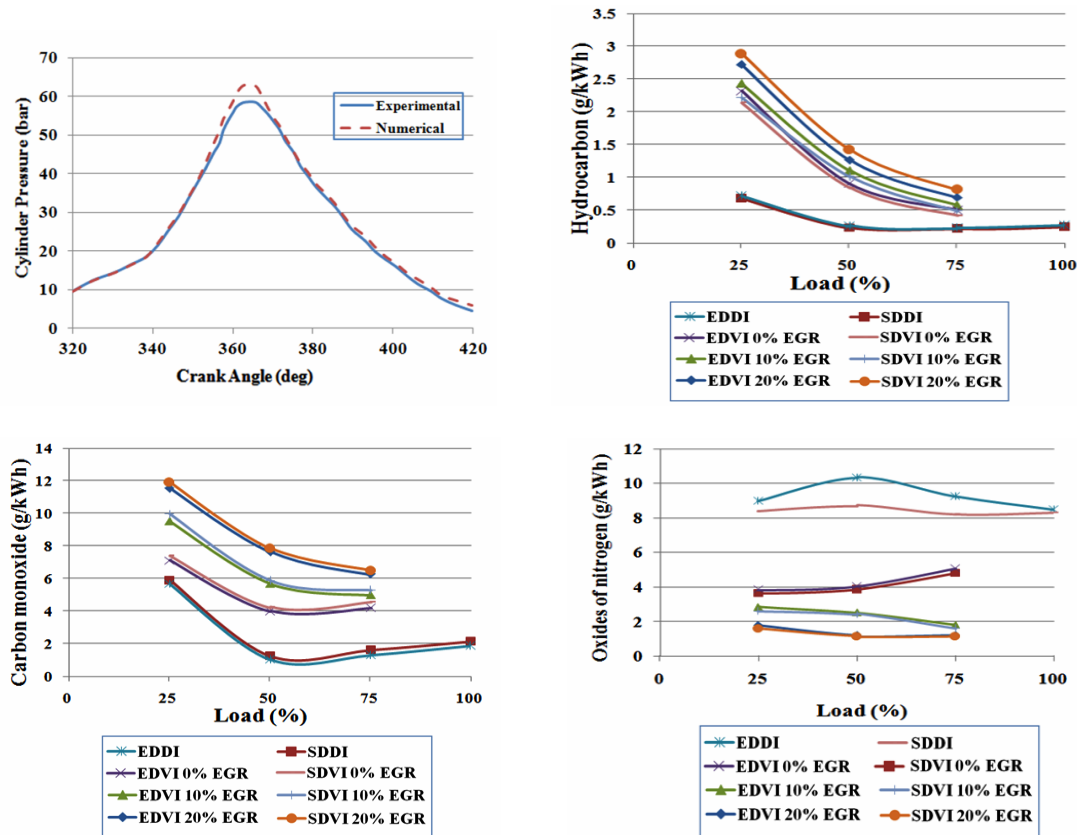 Cylinder Pressure (bar)
70
60
50
40
30
20
10
0
320
340
360
380
400
420
Crank Angle (deg)
Experimental
Numerical
Hydrocarbon (g/kWh)
3.5
3
2.5
2
1.5
1
0.5
0
0
25
50
75
100
Load (%)
EDDI
SDDI
EDVI 0% EGR
SDVI 0% EGR
EDVI 10% EGR
SDVI 10% EGR
EDVI 20% EGR
SDVI 20% EGR
Carbon monoxide (g/kWh)
14
12
10
8
6
4
2
0
0
25
50
75
100
Load (%)
EDDI
SDDI
EDVI 0% EGR
SDVI 0% EGR
EDVI 10% EGR
SDVI 10% EGR
EDVI 20% EGR
SDVI 20% EGR
Oxides of nitrogen (g/kWh)
12
10
8
6
4
2
0
0
25
50
75
100
Load (%)
EDDI
SDDI
EDVI 0% EGR
SDVI 0% EGR
EDVI 10% EGR
SDVI 10% EGR
EDVI 20% EGR
SDVI 20% EGR